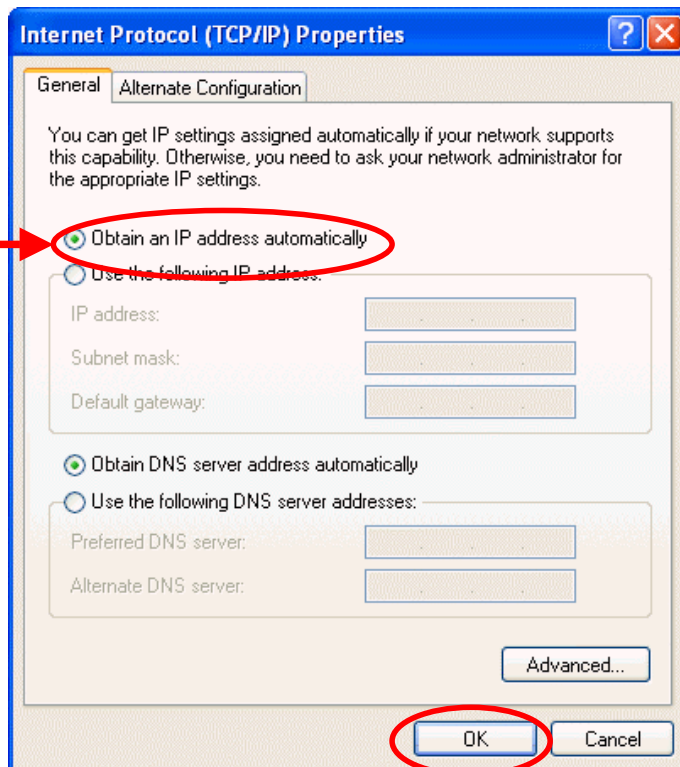 Internet Protocol (TCP/IP) Properties
General
Alternate Configuration
You can get IP settings assigned automatically if your network supports
this capability. Otherwise, you need to ask your network administrator for
the appropriate IP settings.
Obtain an IP address automatically
Use the following IP address:
IP address:
Subnet mask:
Default gateway:
Obtain DNS server address automatically
Use the following DNS server addresses:
Preferred DNS server:
Alternate DNS server:
Advanced...
OK
Cancel